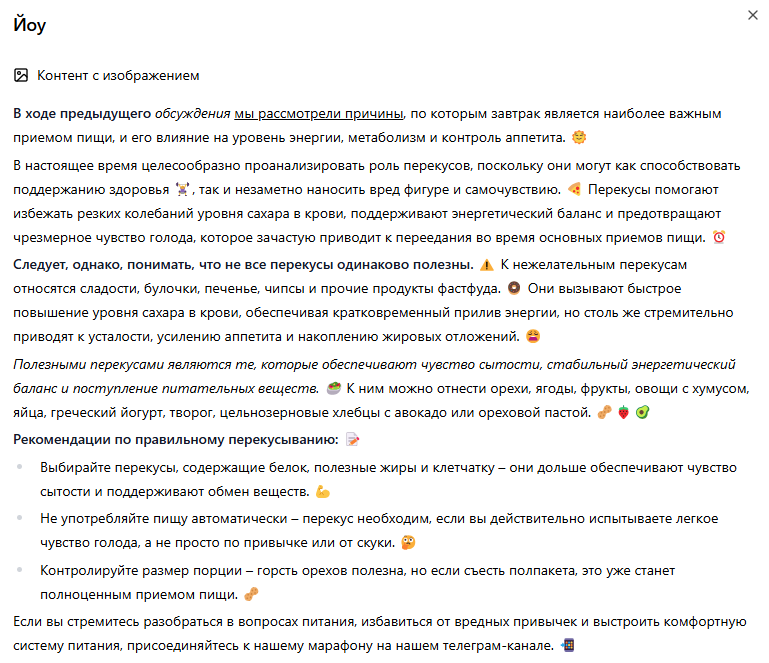 Йоу
Контент с изображением
В ходе предыдущего обсуждения мы рассмотрели причины, по которым завтрак является наиболее важным
приемом пищи, и его влияние на уровень энергии, метаболизм и контроль аппетита. 🌞
В настоящее время целесообразно проанализировать роль перекусов, поскольку они могут как способствовать
поддержанию здоровья 🏋️‍♀️, так и незаметно наносить вред фигуре и самочувствию. 🍕 Перекусы помогают
избежать резких колебаний уровня сахара в крови, поддерживают энергетический баланс и предотвращают
чрезмерное чувство голода, которое зачастую приводит к переедания во время основных приемов пищи. ⏰
Следует, однако, понимать, что не все перекусы одинаково полезны. ⚠️ К нежелательным перекусам
относятся сладости, булочки, печенье, чипсы и прочие продукты фастфуда. 🍩 Они вызывают быстрое
повышение уровня сахара в крови, обеспечивая кратковременный прилив энергии, но столь же стремительно
приводят к усталости, усилению аппетита и накоплению жировых отложений. 😫
Полезными перекусами являются те, которые обеспечивают чувство сытости, стабильный энергетический
баланс и поступление питательных веществ. 🥗 К ним можно отнести орехи, ягоды, фрукты, овощи с хумусом,
яйца, греческий йогурт, творог, цельнозерновые хлебцы с авокадо или ореховой пастой. 🥜 🍓 🥑
Рекомендации по правильному перекусыванию: 📝
Выбирайте перекусы, содержащие белок, полезные жиры и клетчатку – они дольше обеспечивают чувство
сытости и поддерживают обмен веществ. 💪
Не употребляйте пищу автоматически – перекус необходим, если вы действительно испытываете легкое
чувство голода, а не просто по привычке или от скуки. 🤔
Контролируйте размер порции – горсть орехов полезна, но если съесть полпакета, это уже станет
полноценным приемом пищи. 🥜
Если вы стремитесь разобраться в вопросах питания, избавиться от вредных привычек и выстроить комфортную
систему питания, присоединяйтесь к нашему марафону на нашем телеграм-канале. 📲